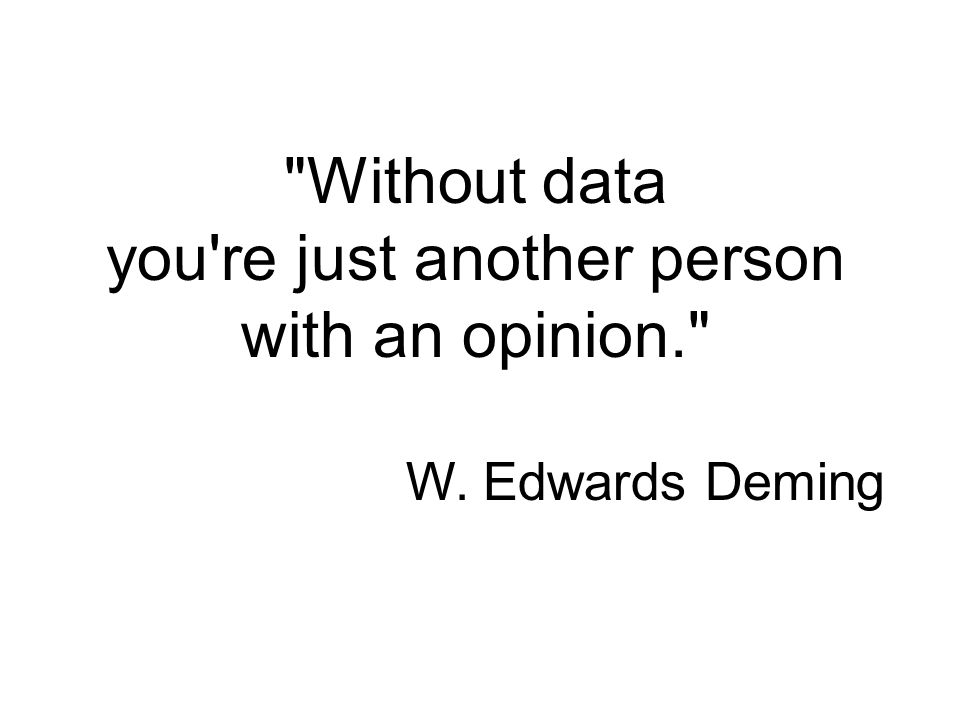 "Without data
you're just another person
with an opinion."
W. Edwards Deming